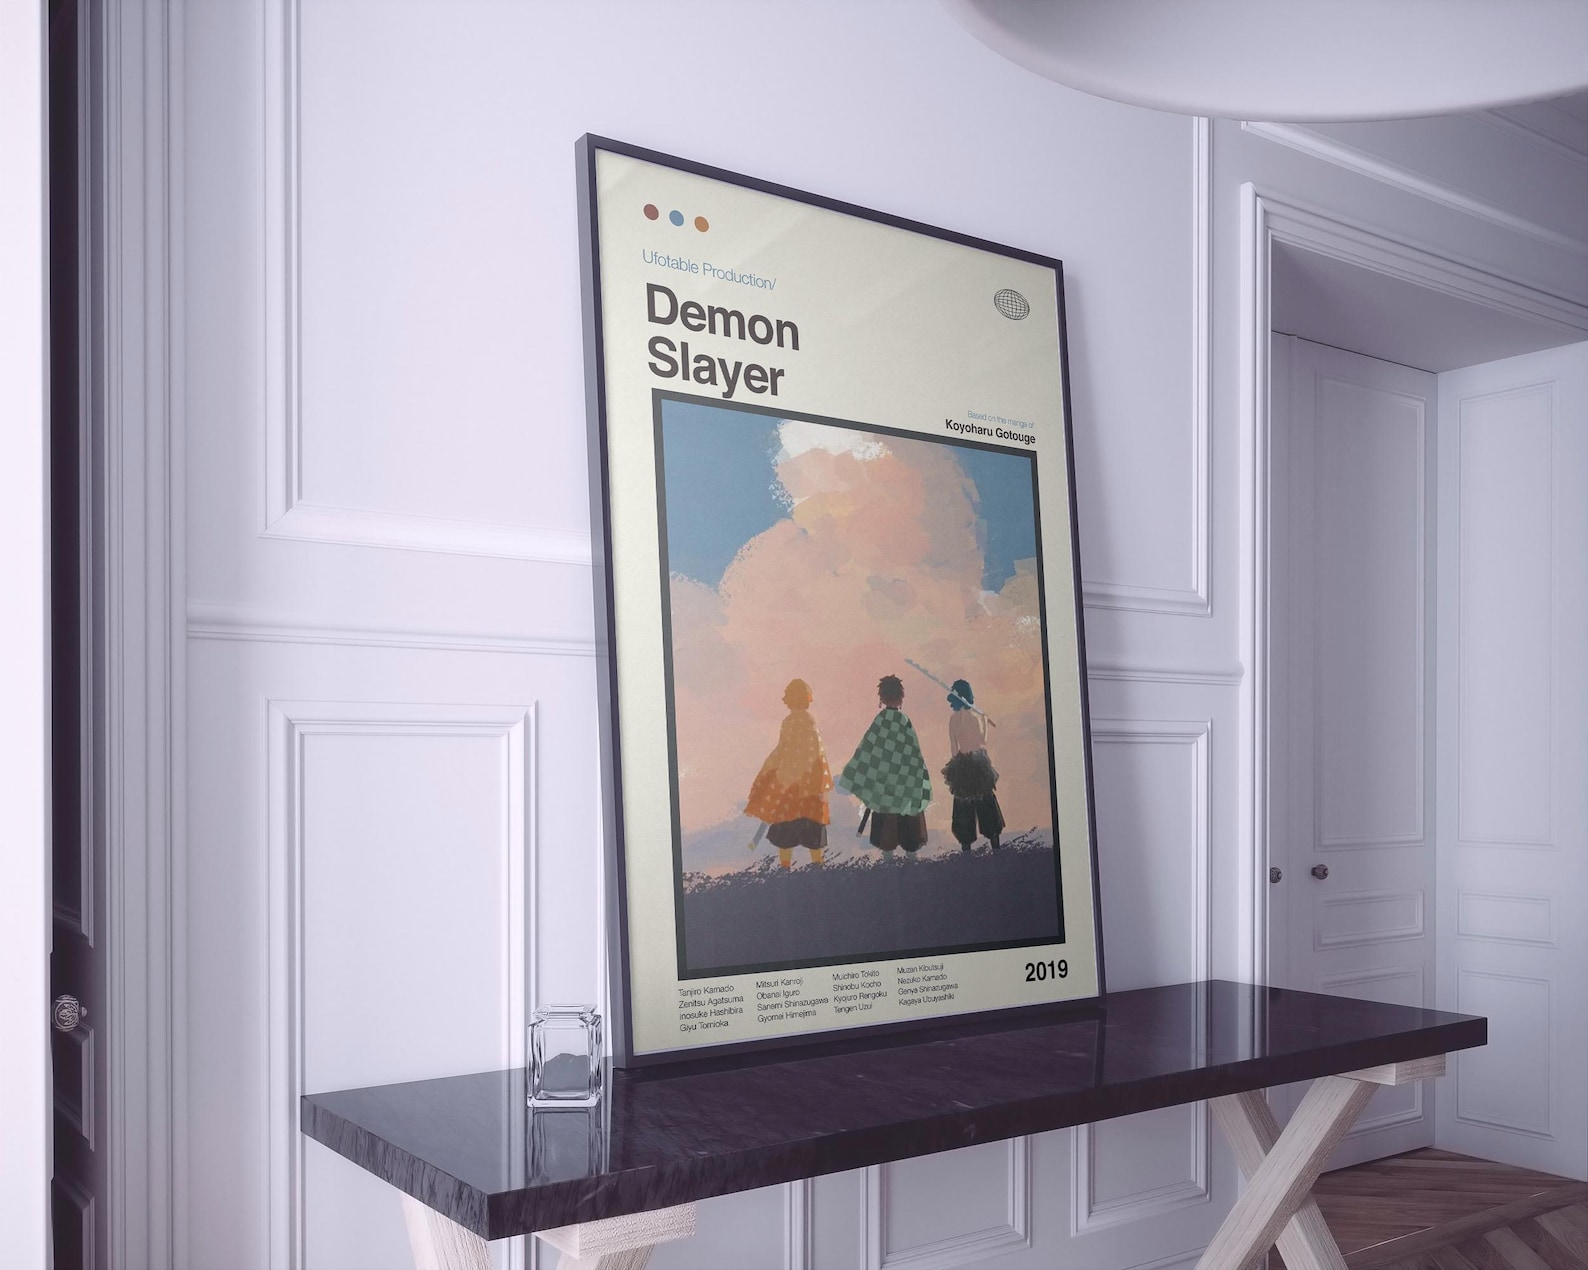 Ufotable Production/
Demon
Slayer
Based on the manga of
Koyoharu Gotouge
Tanjiro Kamado
Zenitsu Agatsuma
Inosuke Hashibira
Giyu Tomioka
Mitsuri Kanroji
Obanai Iguro
Sanemi Shinazugawa
Gyomei Himejima
Muichiro Tokito
Shinobu Kocho
Kyojuro Rengoku
Tengen Uzui
Muzan Kibutsuji
Nezuko Kamado
Genya Shinazugawa
Kagaya Ubuyashiki
2019